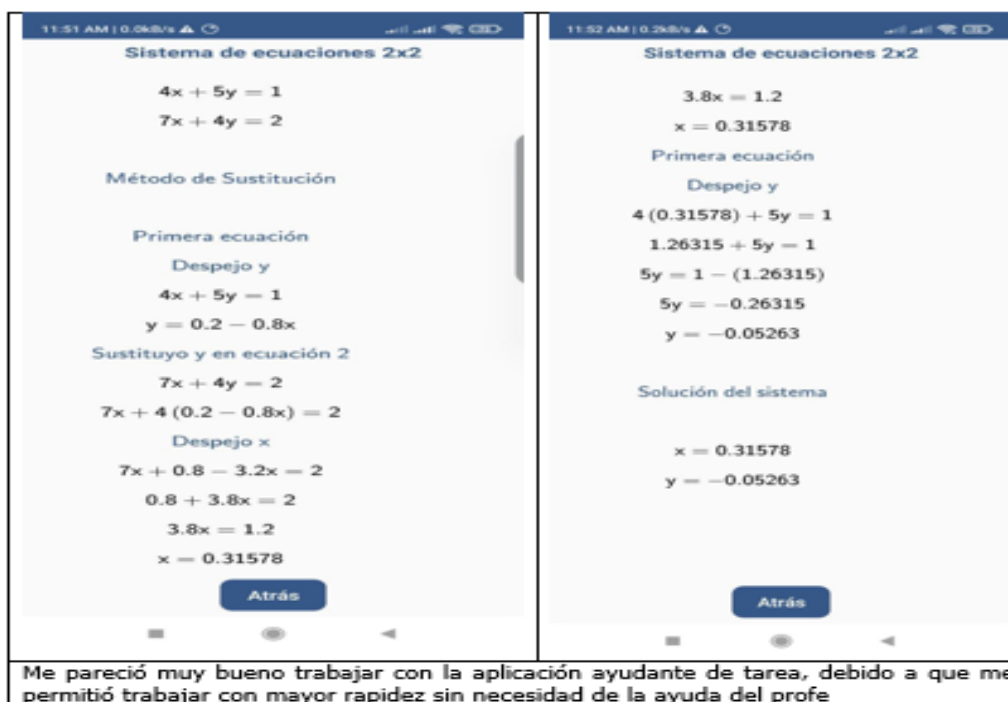 11:51 AM | 0.0kB/s
Sistema de ecuaciones 2x2
4x + 5y = 1
7x + 4y = 2
Método de Sustitución
Primera ecuación
Despejo y
4x + 5y = 1
y = 0.2 − 0.8x
Sustituyo y en ecuación 2
7x + 4y = 2
7x + 4 (0.2 − 0.8x) = 2
Despejo x
7x + 0.8 − 3.2x = 2
0.8 + 3.8x = 2
3.8x = 1.2
x = 0.31578
Atrás
11:52 AM | 0.2kB/s
Sistema de ecuaciones 2x2
3.8x = 1.2
x = 0.31578
Primera ecuación
Despejo y
4 (0.31578) + 5y = 1
1.26315 + 5y = 1
5y = 1 − (1.26315)
5y = −0.26315
y = −0.05263
Solución del sistema
x = 0.31578
y = −0.05263
Atrás
Me pareció muy bueno trabajar con la aplicación ayudante de tarea, debido a que me
permitió trabajar con mayor rapidez sin necesidad de la ayuda del profe